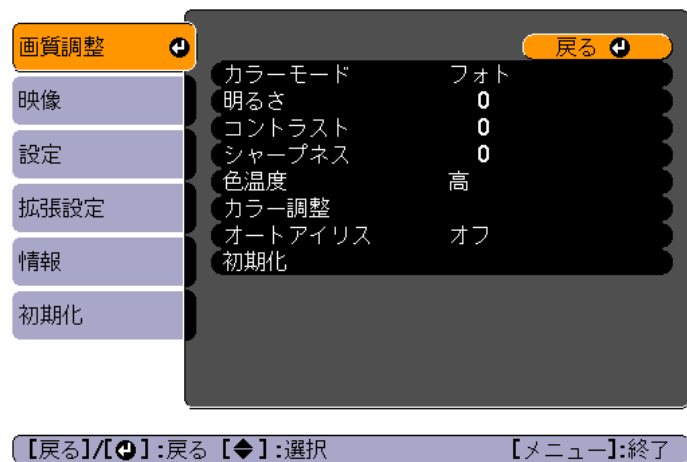 画質調整
映像
設定
拡張設定
情報
初期化
戻る
カラーモード フォト
明るさ 0
コントラスト 0
シャープネス 0
色温度 高
カラー調整
オートアイリス オフ
初期化
【戻る】/【】:戻る 【◆】:選択 【メニュー】:終了